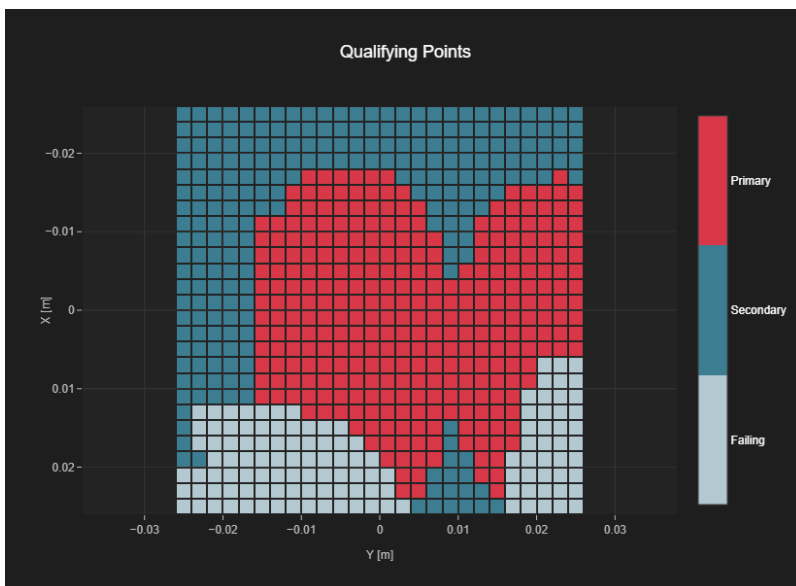 Qualifying Points
−0.02
−0.01
0
0.01
0.02
X [m]
−0.03
−0.02
−0.01
0
0.01
0.02
0.03
Y [m]
Primary
Secondary
Failing